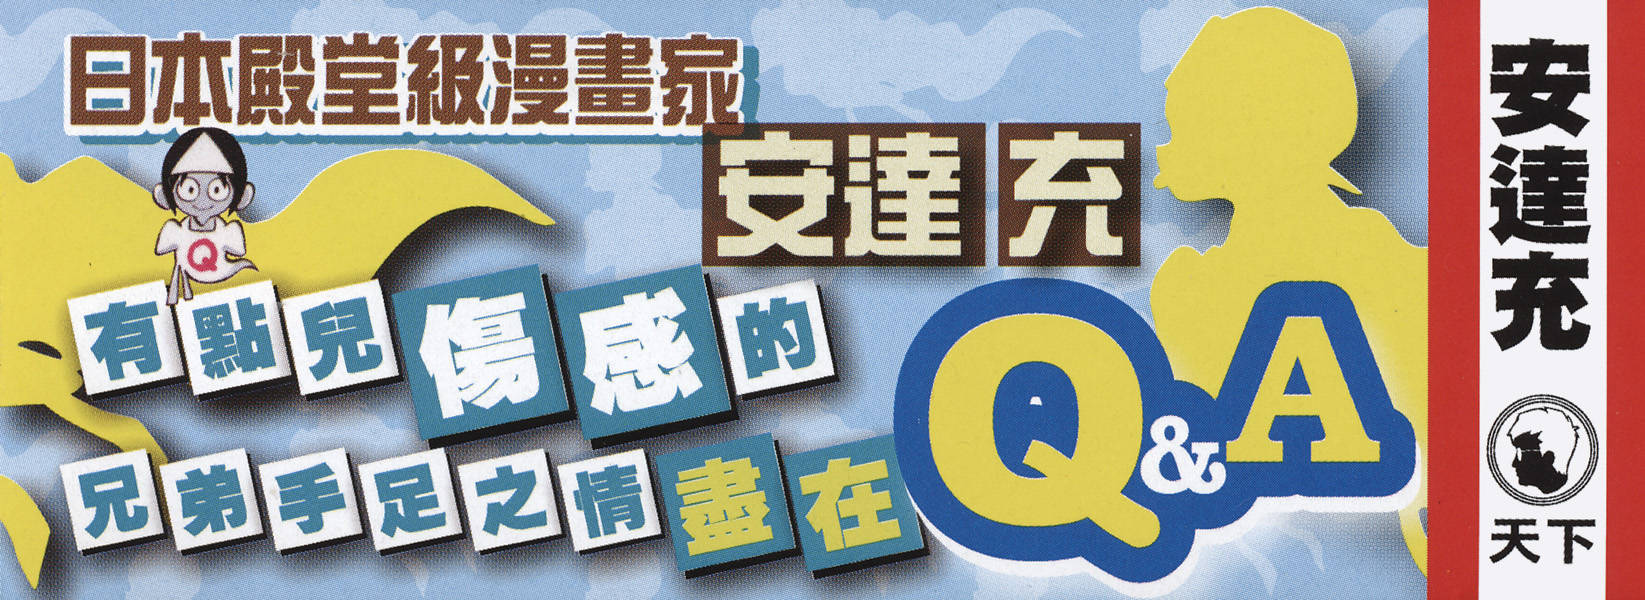 日本殿堂級漫畫家
安達 充
有點兒傷感的
兄弟手足之情盡在
Q&A
Q
安達充
天下